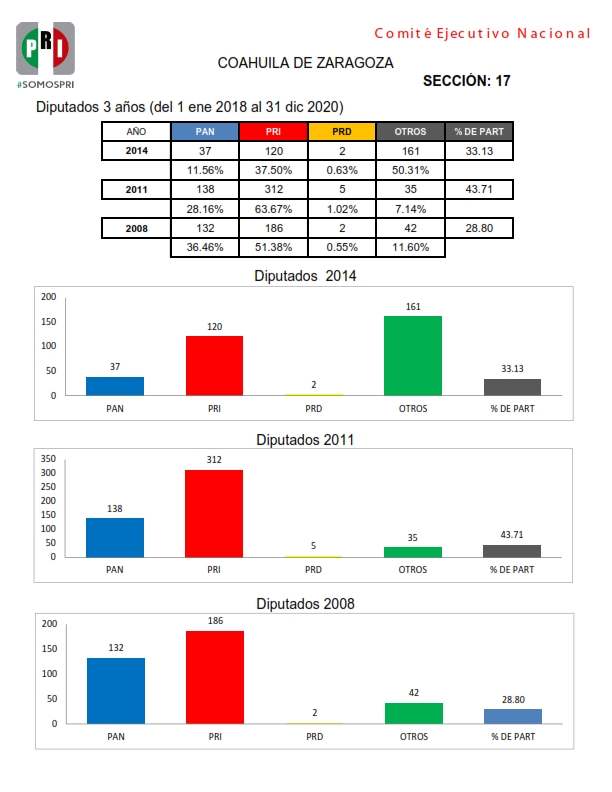 Comité Ejecutivo Nacional
PRI
#SOMOSPRI
COAHUILA DE ZARAGOZA
SECCIÓN: 17
Diputados 3 años (del 1 ene 2018 al 31 dic 2020)
AÑO PAN PRI PRD OTROS % DE PART
2014 37 120 2 161 33.13
11.56% 37.50% 0.63% 50.31%
2011 138 312 5 35 43.71
28.16% 63.67% 1.02% 7.14%
2008 132 186 2 42 28.80
36.46% 51.38% 0.55% 11.60%
Diputados 2014
200
150
100
50
0
37 120 2 161 33.13
PAN PRI PRD OTROS % DE PART
Diputados 2011
350
300
250
200
150
100
50
0
138 312 5 35 43.71
PAN PRI PRD OTROS % DE PART
Diputados 2008
200
150
100
50
0
132 186 2 42 28.80
PAN PRI PRD OTROS % DE PART